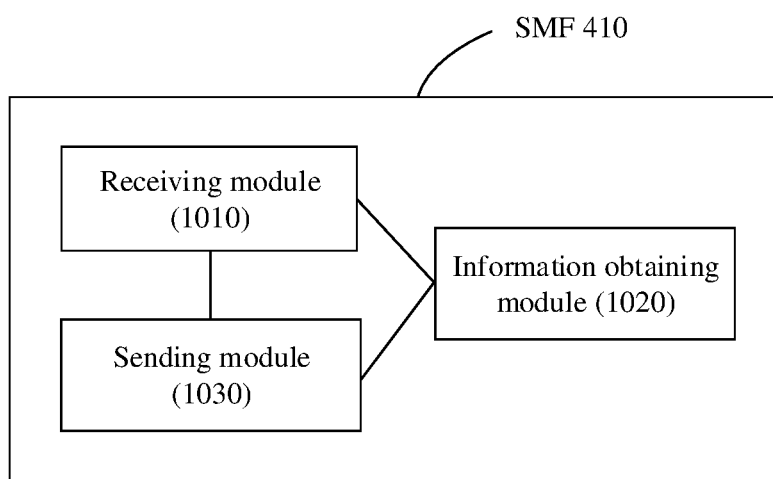 SMF 410
Receiving module
(1010)
Information obtaining
module (1020)
Sending module
(1030)